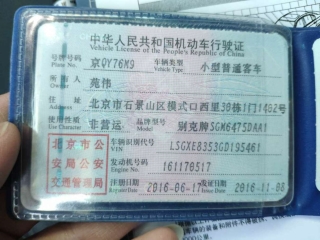 中华人民共和国机动车行驶证
Vehicle License of the People's Republic of China
号牌号码 京QY76M9 车辆类型 小型普通客车
Plate No. Vehicle Type
所有人 苑伟
Owner
住址 北京市石景山区模式口西里30栋1门1402号
Address
使用性质 非营运 品牌型号 别克牌SGM6475DAA1
Use Character
北京市公安局公安交通管理局
车辆识别代号 LSGXE8353GD195461
VIN
发动机号码 161170517
Engine No.
注册日期 2016-06-17 发证日期 2016-11-08
Register Date Issue Date